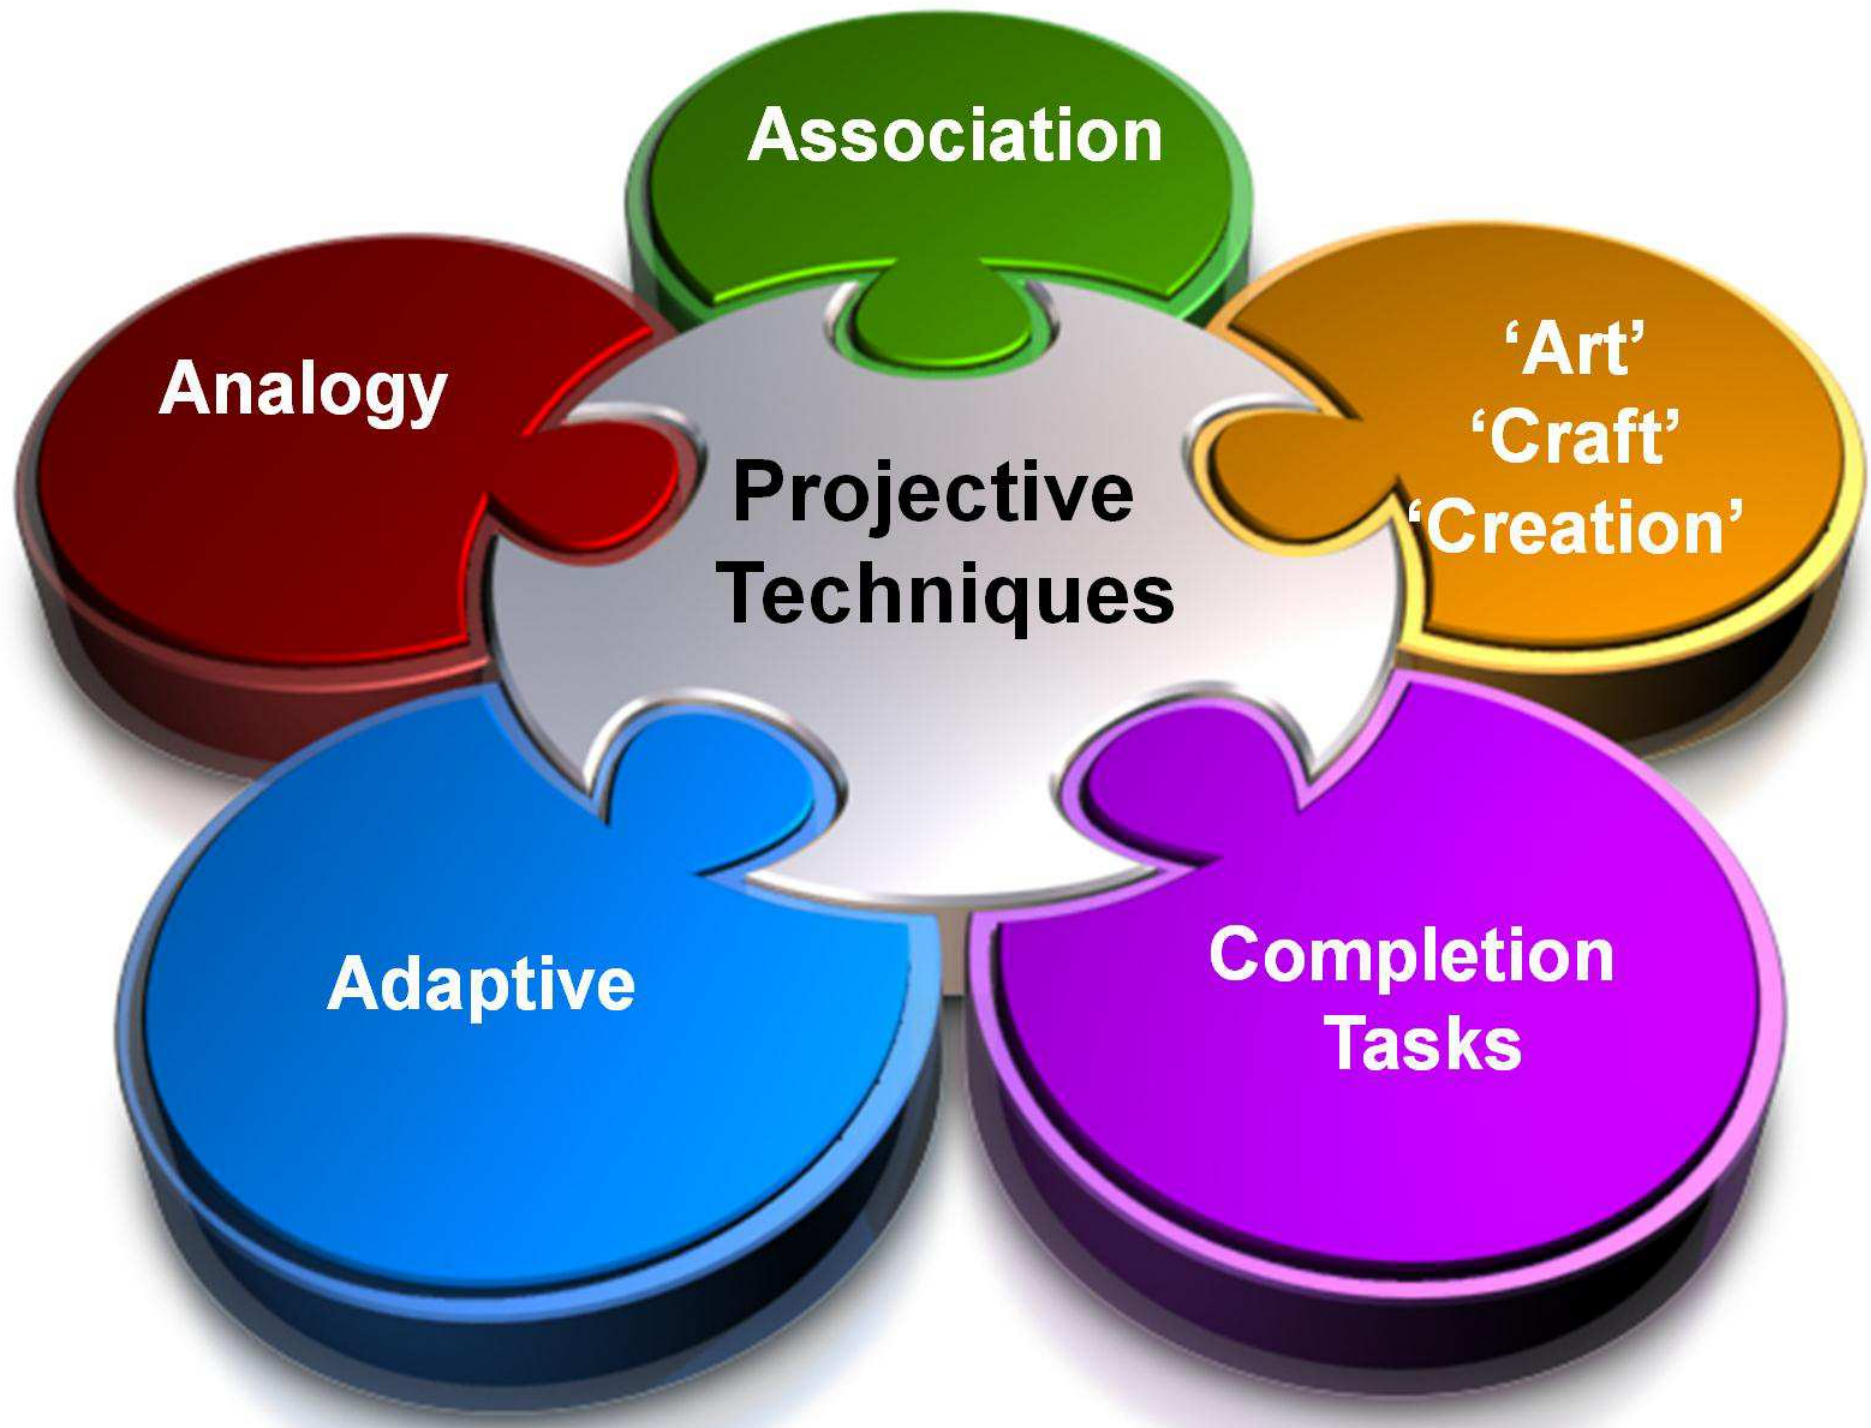 Association
Analogy
‘Art’
‘Craft’
‘Creation’
Projective
Techniques
Adaptive
Completion
Tasks